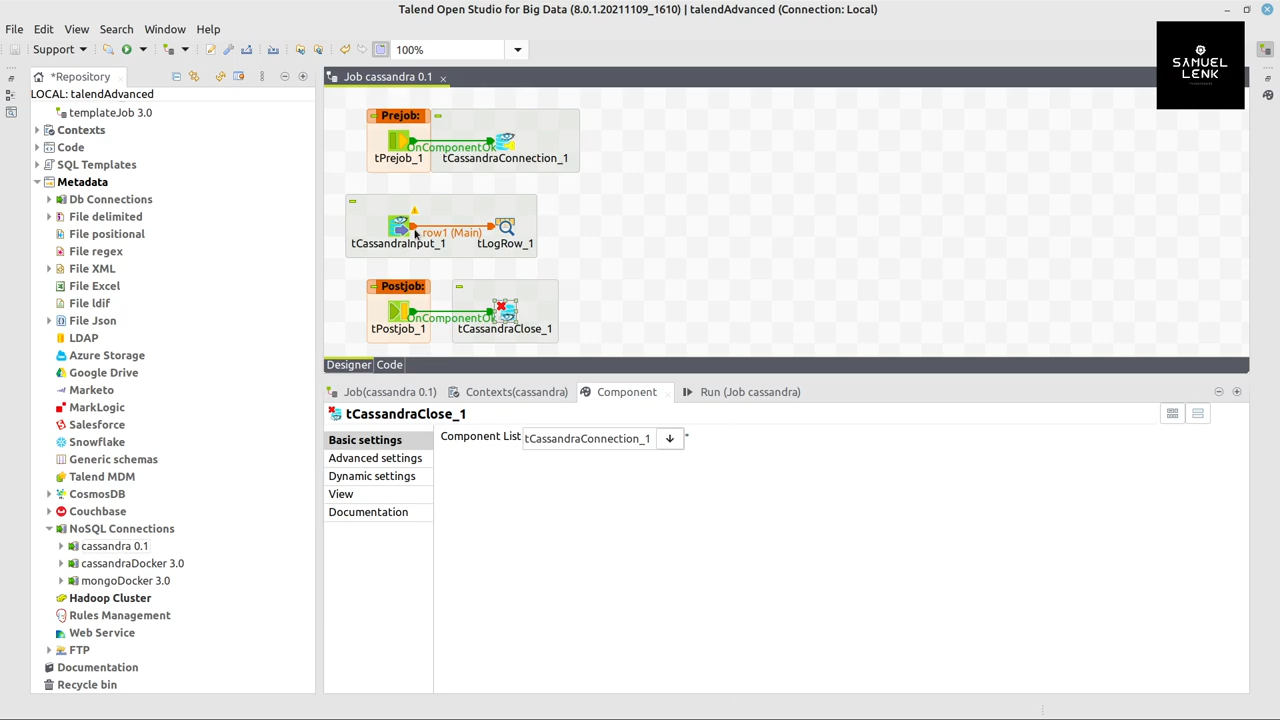 Talend Open Studio for Big Data (8.0.1.20211109_1610) | talendAdvanced (Connection: Local)
File Edit View Search Window Help
Support 100%
SAMUEL
LENK
*Repository
LOCAL: talendAdvanced
templateJob 3.0
Contexts
Code
SQL Templates
Metadata
Db Connections
File delimited
File positional
File regex
File XML
File Excel
File ldif
File Json
LDAP
Azure Storage
Google Drive
Marketo
MarkLogic
Salesforce
Snowflake
Generic schemas
Talend MDM
CosmosDB
Couchbase
NoSQL Connections
cassandra 0.1
cassandraDocker 3.0
mongoDocker 3.0
Hadoop Cluster
Rules Management
Web Service
FTP
Documentation
Recycle bin
Job cassandra 0.1
Prejob:
OnComponentOk
tPrejob_1 tCassandraConnection_1
row1 (Main)
tCassandraInput_1 tLogRow_1
Postjob:
OnComponentOk
tPostjob_1 tCassandraClose_1
Designer Code
Job(cassandra 0.1) Contexts(cassandra) Component Run (Job cassandra)
tCassandraClose_1
Basic settings
Advanced settings
Dynamic settings
View
Documentation
Component List tCassandraConnection_1 *